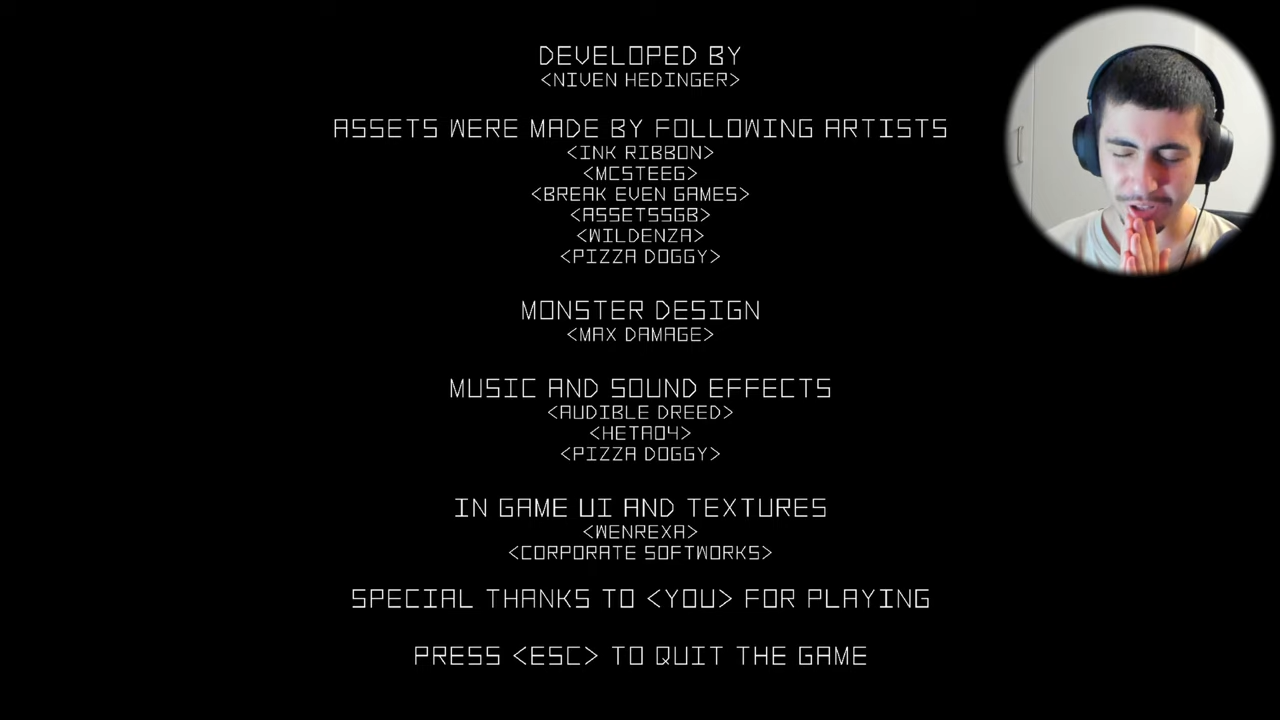 DEVELOPED BY
<NIVEN HEDINGER>
ASSETS WERE MADE BY FOLLOWING ARTISTS
<INK RIBBON>
<MCSTEEG>
<BREAK EVEN GAMES>
<ASSETSSGB>
<WILDENZA>
<PIZZA DOGGY>
MONSTER DESIGN
<MAX DAMAGE>
MUSIC AND SOUND EFFECTS
<AUDIBLE DREED>
<HETA04>
<PIZZA DOGGY>
IN GAME UI AND TEXTURES
<WENREXA>
<CORPORATE SOFTWORKS>
SPECIAL THANKS TO <YOU> FOR PLAYING
PRESS <ESC> TO QUIT THE GAME